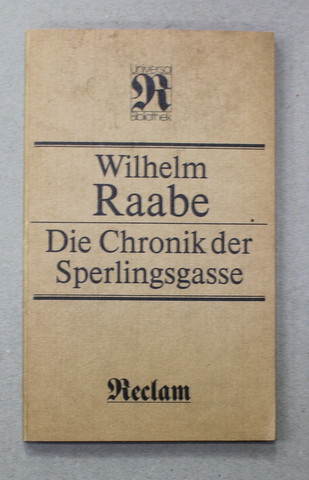 Universal
R
Bibliothek
Wilhelm
Raabe
Die Chronik der
Sperlingsgasse
Reclam